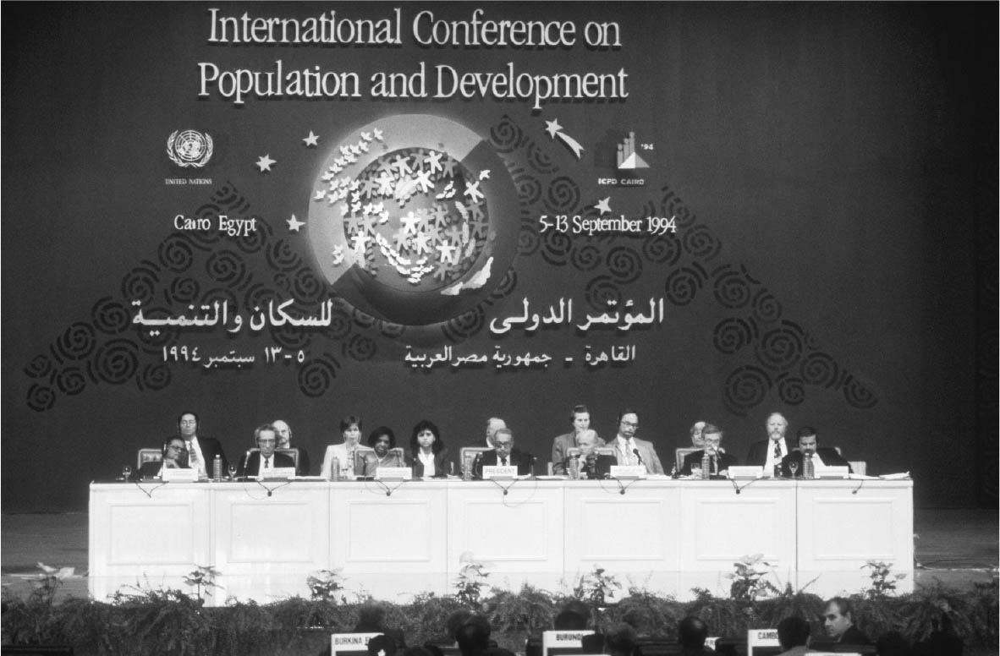 International Conference on
Population and Development
'94
UNITED NATIONS
ICPD CAIRO
Cairo Egypt
5-13 September 1994
المؤتمر الدولى للسكان والتنمية
القاهرة - جمهورية مصر العربية
٥-١٣ سبتمبر ١٩٩٤
PRESIDENT
BURKINA
BURUNDI